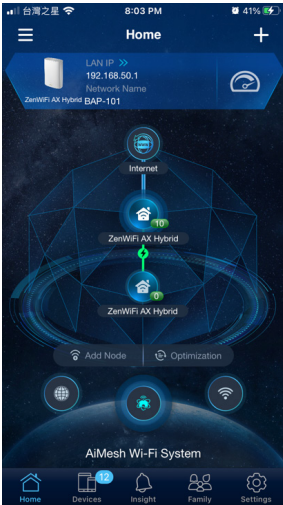 台灣之星 8:03 PM 41%
Home
LAN IP
192.168.50.1
Network Name
ZenWiFi AX Hybrid BAP-101
WWW
Internet
10
ZenWiFi AX Hybrid
0
ZenWiFi AX Hybrid
Add Node Optimization
AiMesh Wi-Fi System
12
Home Devices Insight Family Settings